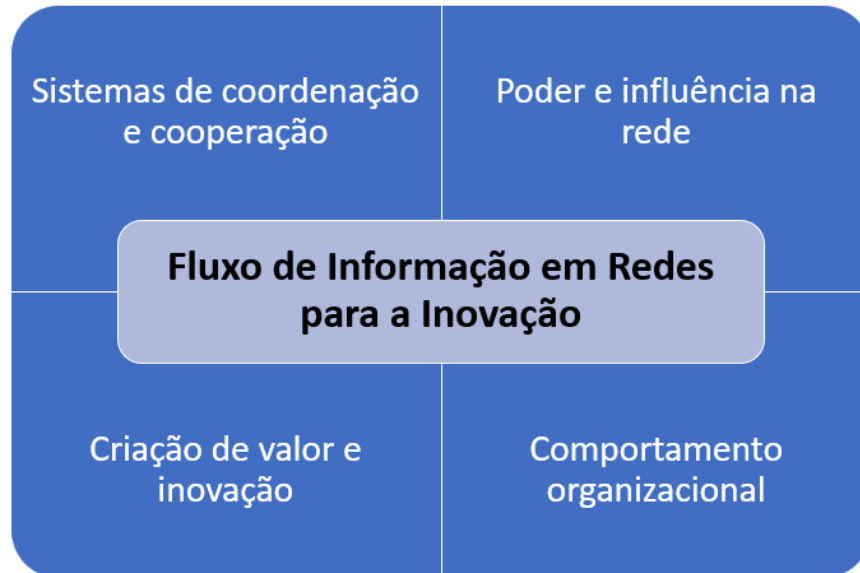 Sistemas de coordenação
e cooperação
Poder e influência na
rede
Fluxo de Informação em Redes
para a Inovação
Criação de valor e
inovação
Comportamento
organizacional